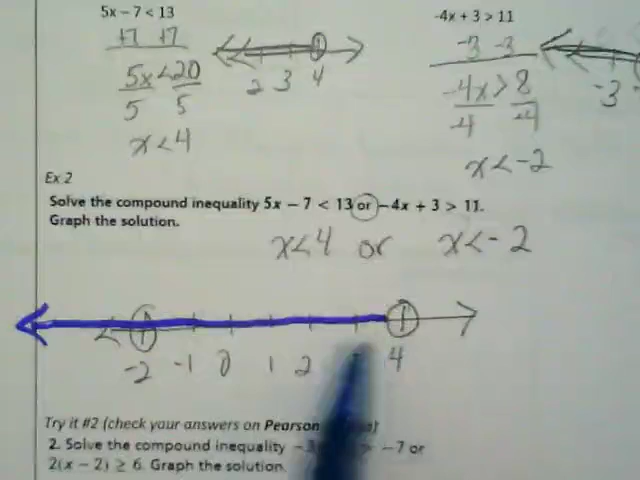 5x – 7 < 13
-4x + 3 > 11
+7 +7
-3 -3
5x < 20
2 3 4
-4x > 8
-3
5 5
-4 -4
x < 4
x < -2
Ex 2
Solve the compound inequality 5x – 7 < 13 or – 4x + 3 > 11.
Graph the solution.
x < 4 or x < -2
-2 -1 0 1 2 4
Try it #2 (check your answers on Pearson
2. Solve the compound inequality –7 or
2(x – 2) ≥ 6. Graph the solution.